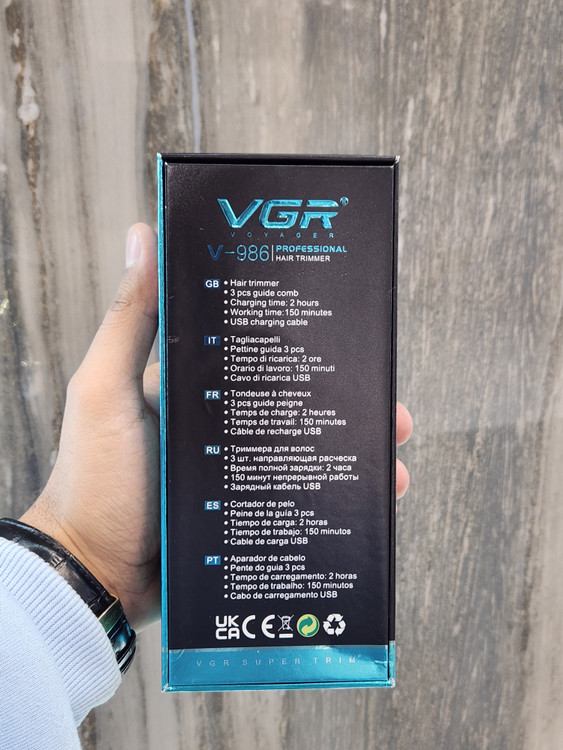 VGR®
VOYAGER
V-986 PROFESSIONAL
HAIR TRIMMER
GB • Hair trimmer
• 3 pcs guide comb
• Charging time: 2 hours
• Working time:150 minutes
• USB charging cable
IT • Tagliacapelli
• Pettine guida 3 pcs
• Tempo di ricarica: 2 ore
• Orario di lavoro: 150 minuti
• Cavo di ricarica USB
FR • Tondeuse à cheveux
• 3 pcs guide peigne
• Temps de charge: 2 heures
• Temps de travail: 150 minutes
• Câble de recharge USB
RU • Триммера для волос
• 3 шт. направляющая расческа
• Время полной зарядки: 2 часа
• 150 минут непрерывной работы
• Зарядный кабель USB
ES • Cortador de pelo
• Peine de la guía 3 pcs
• Tiempo de carga: 2 horas
• Tiempo de trabajo: 150 minutos
• Cable de carga USB
PT • Aparador de cabelo
• Pente do guia 3 pcs
• Tempo de carregamento: 2 horas
• Tempo de trabalho: 150 minutos
• Cabo de carregamento USB
UK
CA CE
VGR SUPER TRIM